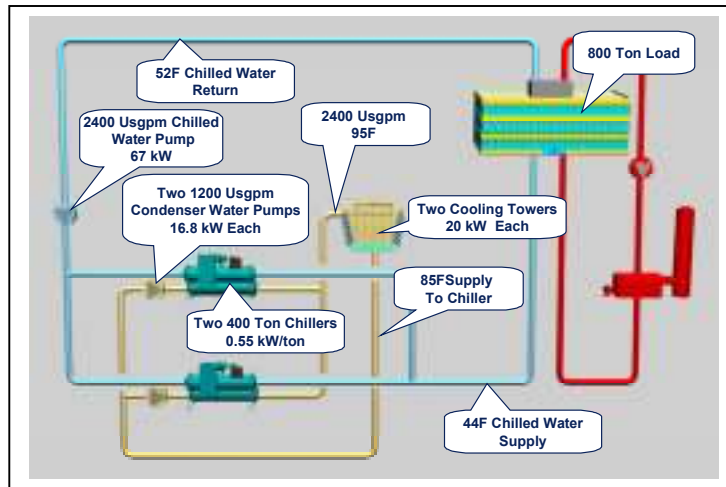 52F Chilled Water
Return
800 Ton Load
2400 Usgpm Chilled
Water Pump
67 kW
2400 Usgpm
95F
Two 1200 Usgpm
Condenser Water Pumps
16.8 kW Each
Two Cooling Towers
20 kW  Each
85FSupply
To Chiller
Two 400 Ton Chillers
0.55 kW/ton
44F Chilled Water
Supply